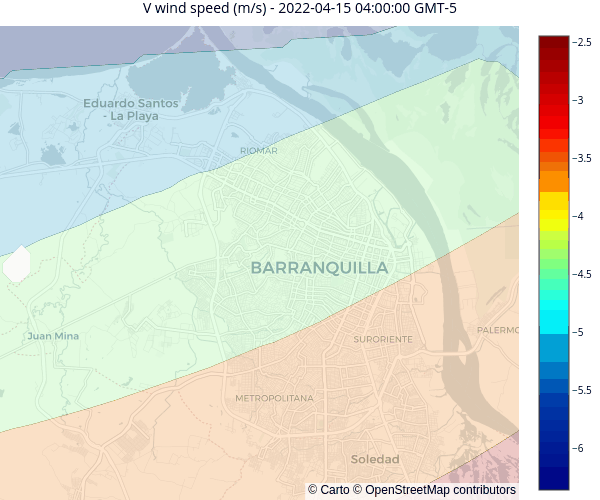 V wind speed (m/s) - 2022-04-15 04:00:00 GMT-5
Eduardo Santos
- La Playa
RIOMAR
BARRANQUILLA
Juan Mina
SURORIENTE
PALERMO
METROPOLITANA
Soledad
© Carto © OpenStreetMap contributors
−2.5
−3
−3.5
−4
−4.5
−5
−5.5
−6